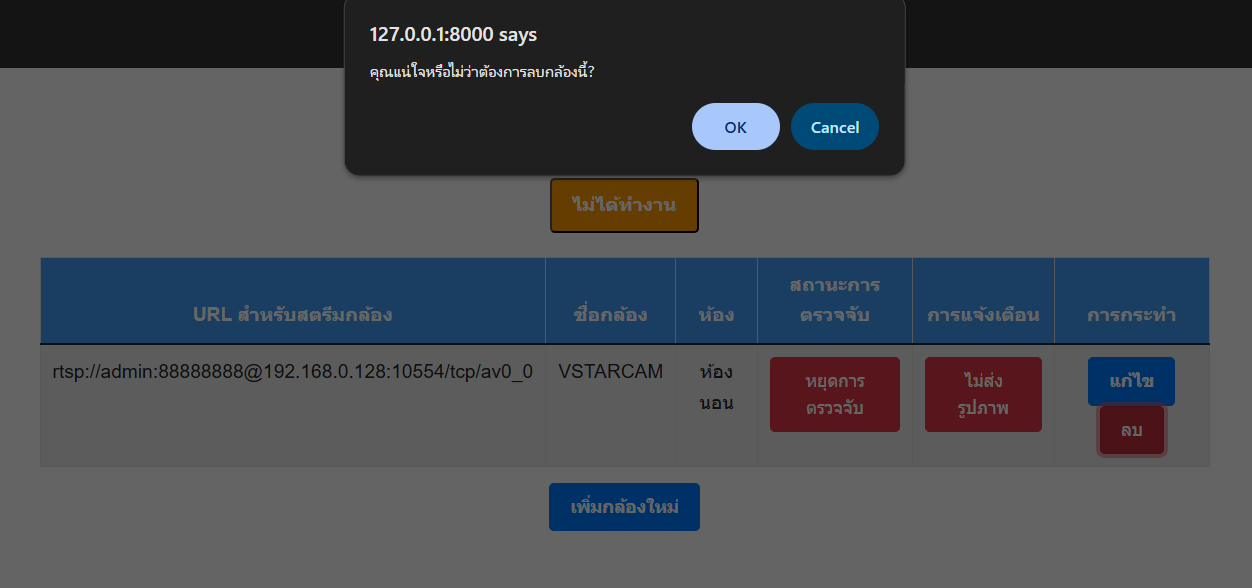 127.0.0.1:8000 says
คุณแน่ใจหรือไม่ว่าต้องการลบกล้องนี้?
OK
Cancel
ไม่ได้ทำงาน
URL สำหรับสตรีมกล้อง
ชื่อกล้อง
ห้อง
สถานะการ
ตรวจจับ
การแจ้งเตือน
การกระทำ
rtsp://admin:88888888@192.168.0.128:10554/tcp/av0_0
VSTARCAM
ห้อง
นอน
หยุดการ
ตรวจจับ
ไม่ส่ง
รูปภาพ
แก้ไข
ลบ
เพิ่มกล้องใหม่